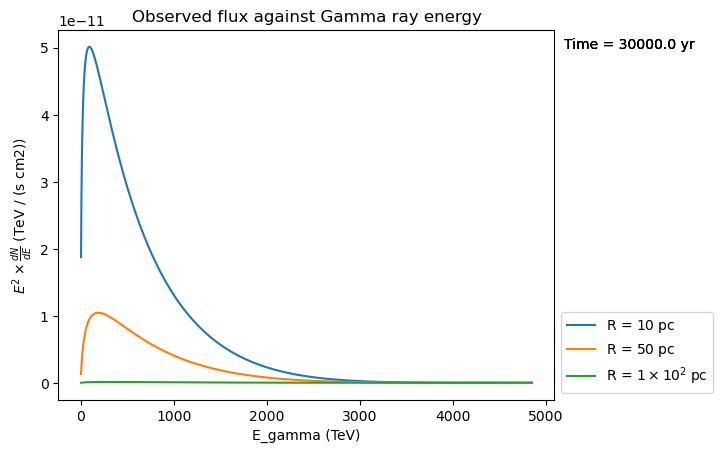 Observed flux against Gamma ray energy
1e−11
Time = 30000.0 yr
5
4
3
2
1
0
E² × dN/dE (TeV / (s cm2))
0
1000
2000
3000
4000
5000
E_gamma (TeV)
R = 10 pc
R = 50 pc
R = 1 × 10² pc